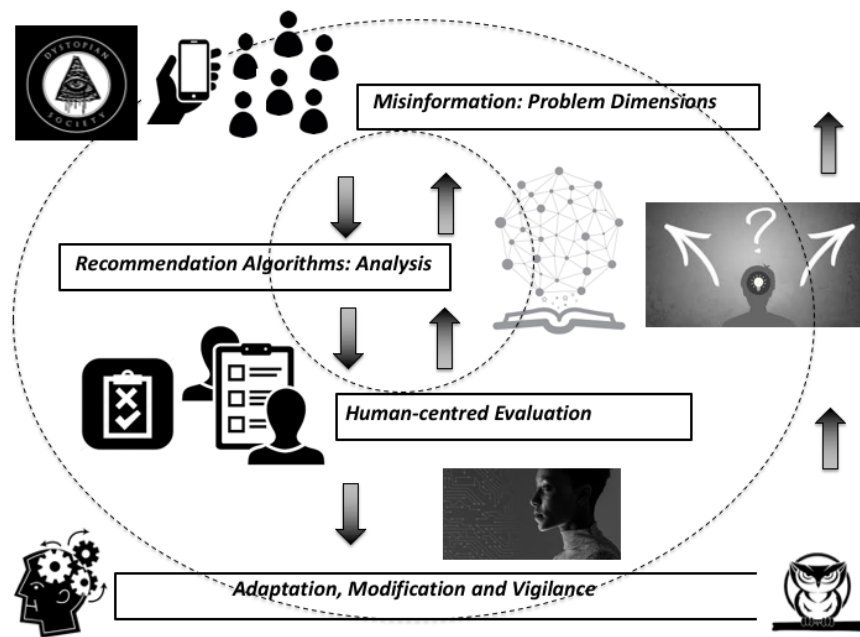 DYSTOPIAN
SOCIETY
Misinformation: Problem Dimensions
?
Recommendation Algorithms: Analysis
Human-centred Evaluation
Adaptation, Modification and Vigilance